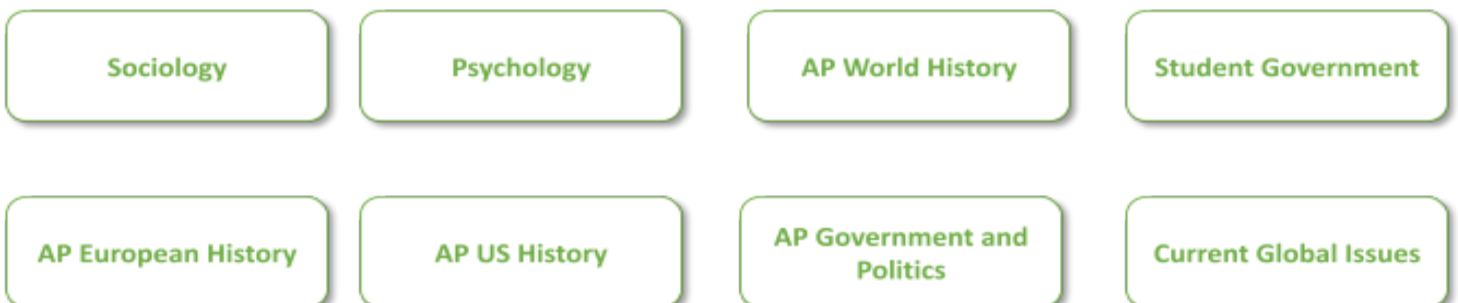 Sociology
Psychology
AP World History
Student Government
AP European History
AP US History
AP Government and
Politics
Current Global Issues